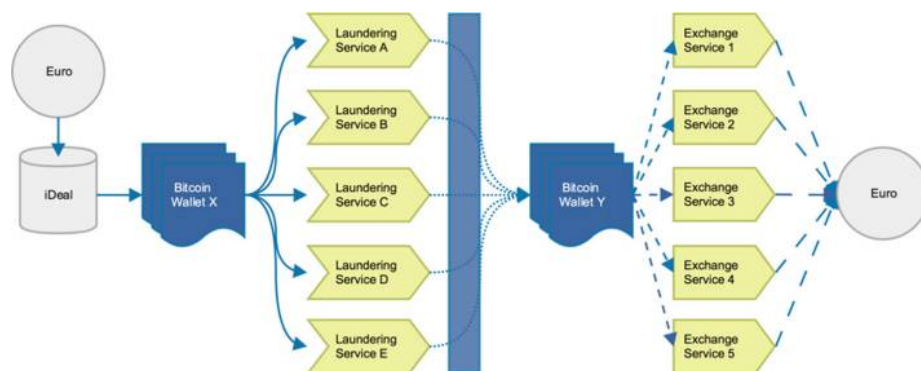 Euro
iDeal
Bitcoin
Wallet X
Laundering
Service A
Laundering
Service B
Laundering
Service C
Laundering
Service D
Laundering
Service E
Bitcoin
Wallet Y
Exchange
Service 1
Exchange
Service 2
Exchange
Service 3
Exchange
Service 4
Exchange
Service 5
Euro